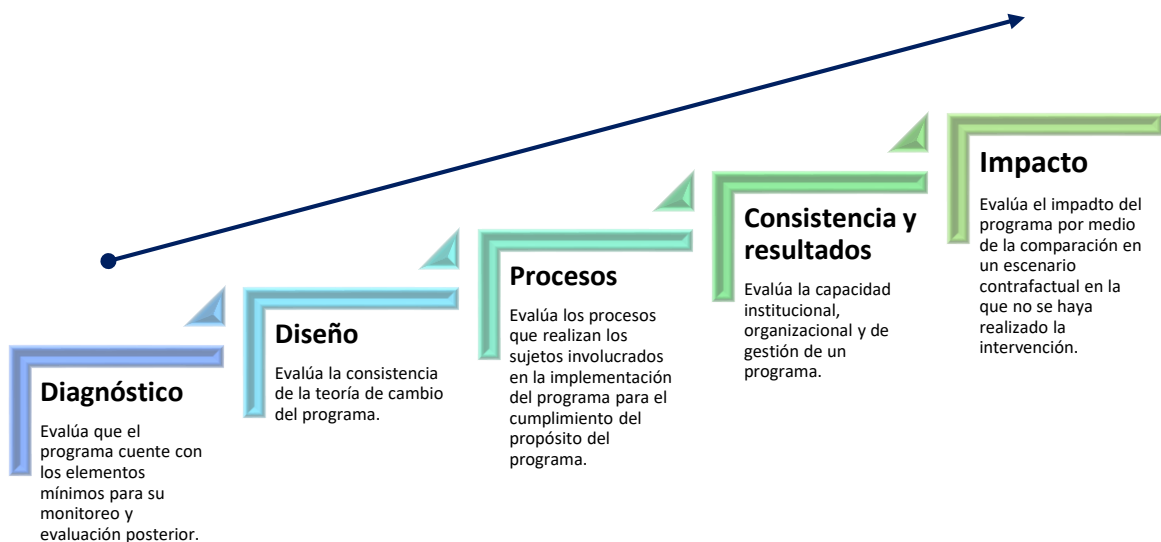 Diagnóstico
Evalúa que el
programa cuente con
los elementos
mínimos para su
monitoreo y
evaluación posterior.
Diseño
Evalúa la consistencia
de la teoría de cambio
del programa.
Procesos
Evalúa los procesos
que realizan los
sujetos involucrados
en la implementación
del programa para el
cumplimiento del
propósito del
programa.
Consistencia y
resultados
Evalúa la capacidad
institucional,
organizacional y de
gestión de un
programa.
Impacto
Evalúa el impadto del
programa por medio
de la comparación en
un escenario
contrafactual en la
que no se haya
realizado la
intervención.